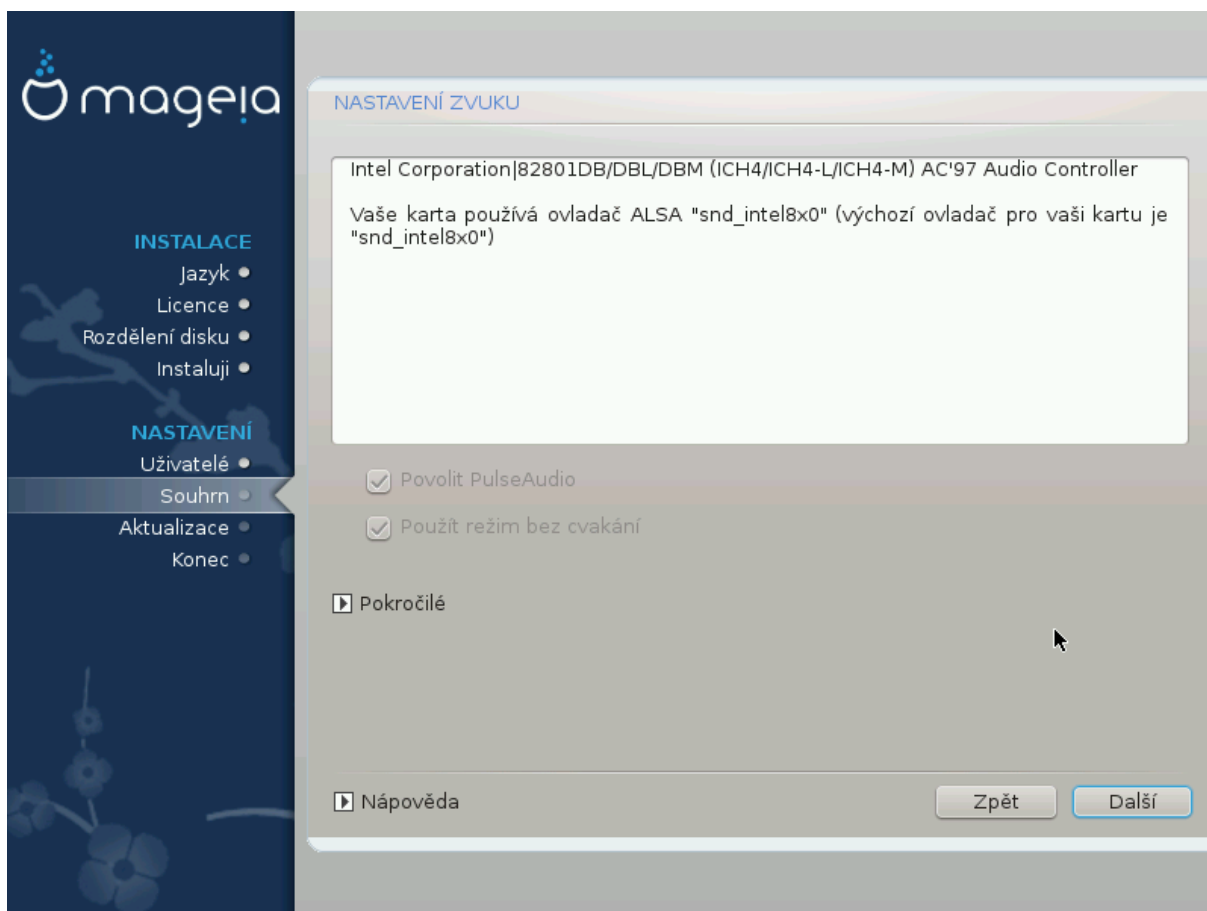 mageia
INSTALACE
Jazyk
Licence
Rozdělení disku
Instaluji
NASTAVENÍ
Uživatelé
Souhrn
Aktualizace
Konec
NASTAVENÍ ZVUKU
Intel Corporation|82801DB/DBL/DBM (ICH4/ICH4-L/ICH4-M) AC'97 Audio Controller
Vaše karta používá ovladač ALSA "snd_intel8x0" (výchozí ovladač pro vaši kartu je
"snd_intel8x0")
Povolit PulseAudio
Použít režim bez cvakání
Pokročilé
Nápověda
Zpět
Další